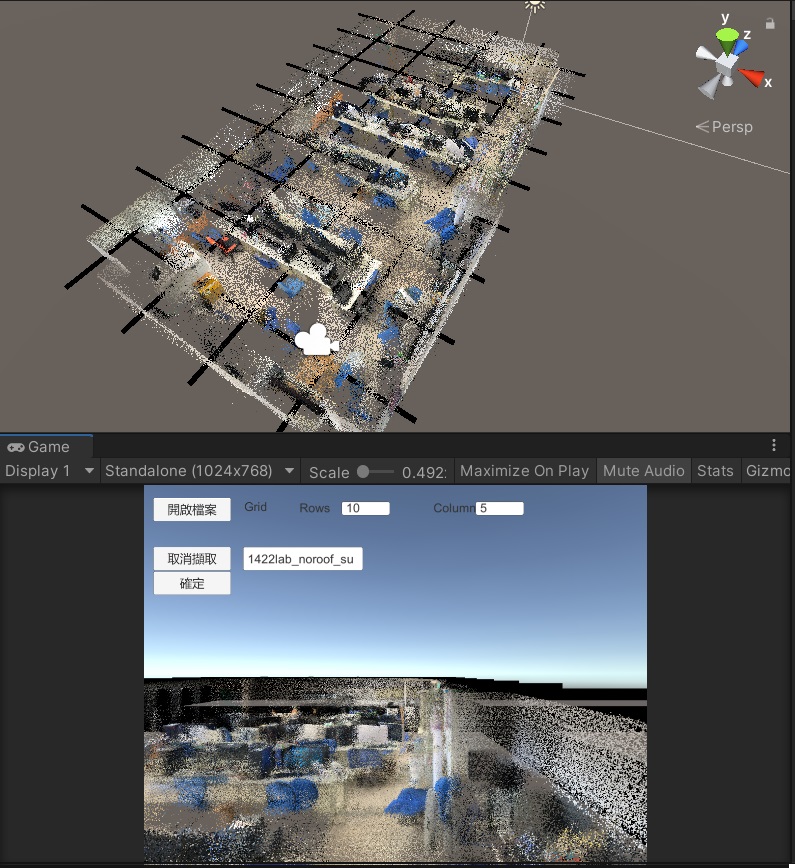 y
z
x
Persp
Game
Display 1 Standalone (1024x768) Scale 0.492: Maximize On Play Mute Audio Stats Gizmo
開啟檔案 Grid Rows 10 Column 5
取消擷取 1422lab_noroof_su
確定